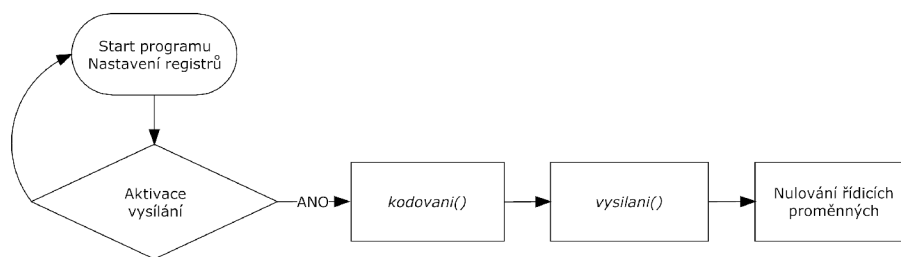 Start programu
Nastavení registrů
Aktivace
vysílání
ANO
kodovani()
vysilani()
Nulování řídicích
proměnných